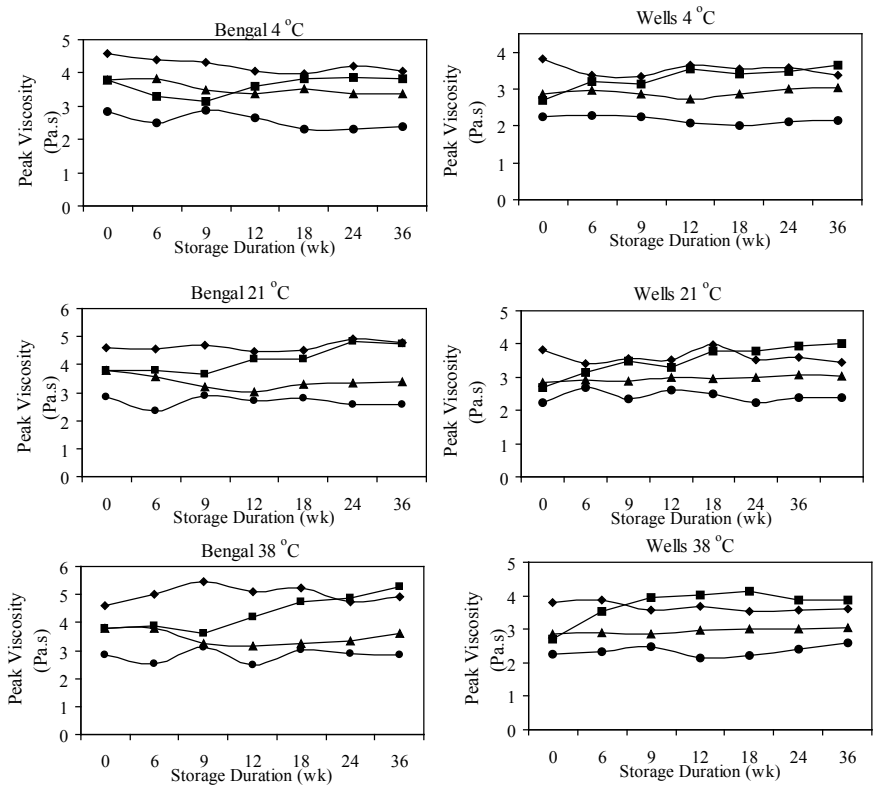 Bengal 4 °C
Peak Viscosity
(Pa.s)
5
4
3
2
1
0
0 6 9 12 18 24 36
Storage Duration (wk)
Wells 4 °C
Peak Viscosity
(Pa.s)
4
3
2
1
0
0 6 9 12 18 24 36
Storage Duration (wk)
Bengal 21 °C
Peak Viscosity
(Pa.s)
6
5
4
3
2
1
0
0 6 9 12 18 24 36
Storage Duration (wk)
Wells 21 °C
Peak Viscosity
(Pa.s)
5
4
3
2
1
0
0 6 9 12 18 24 36
Storage Duration (wk)
Bengal 38 °C
Peak Viscosity
(Pa.s)
6
5
4
3
2
1
0
0 6 9 12 18 24 36
Storage Duration (wk)
Wells 38 °C
Peak Viscosity
(Pa.s)
5
4
3
2
1
0
0 6 9 12 18 24 36
Storage Duration (wk)